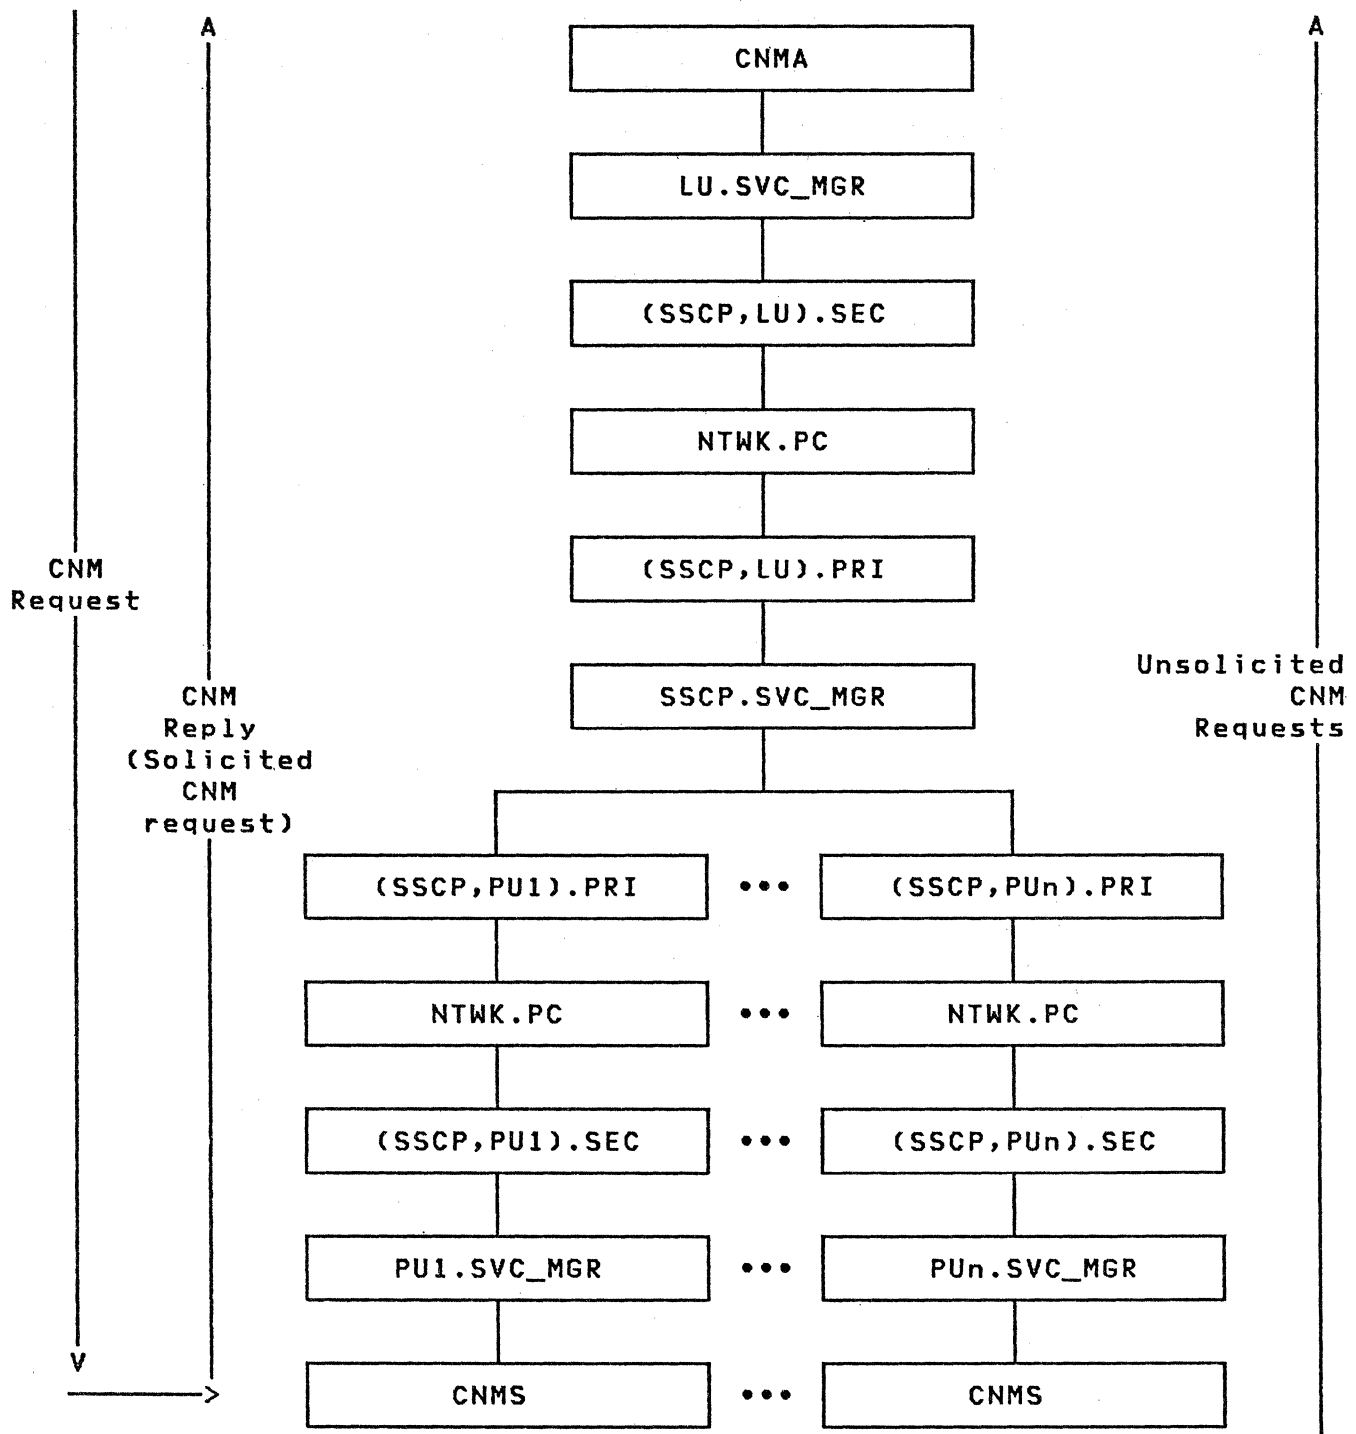 A
A
CNMA
LU.SVC_MGR
(SSCP,LU).SEC
NTWK.PC
CNM
Request
(SSCP,LU).PRI
SSCP.SVC_MGR
CNM
Reply
(Solicited
CNM
request)
Unsolicited
CNM
Requests
(SSCP,PU1).PRI ••• (SSCP,PUn).PRI
NTWK.PC ••• NTWK.PC
(SSCP,PU1).SEC ••• (SSCP,PUn).SEC
PU1.SVC_MGR ••• PUn.SVC_MGR
V
> CNMS ••• CNMS